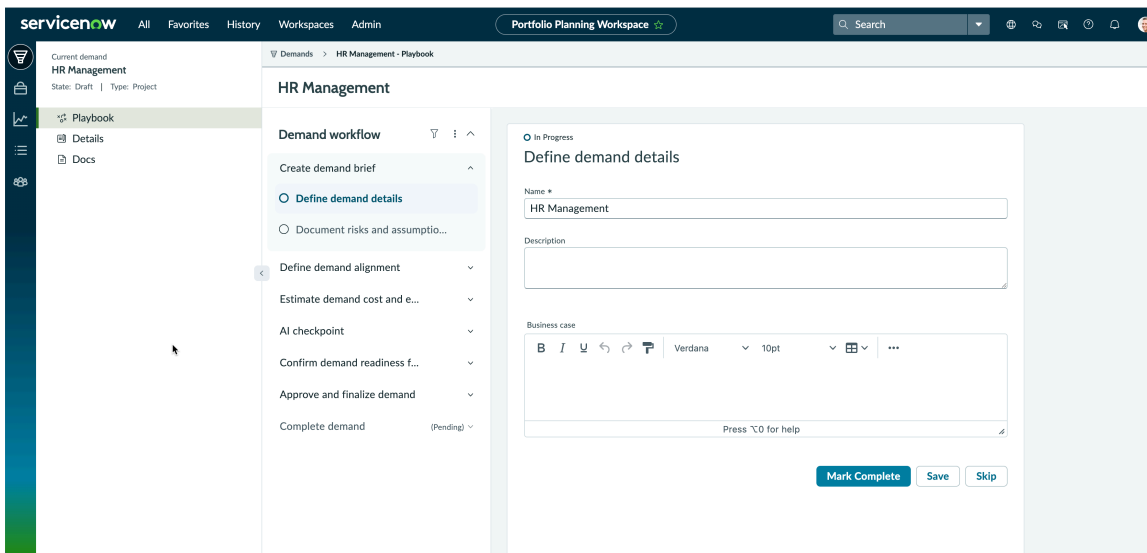 servicenow All Favorites History Workspaces Admin Portfolio Planning Workspace Search
Current demand
HR Management
State: Draft | Type: Project
Playbook
Details
Docs
Demands > HR Management - Playbook
HR Management
Demand workflow
Create demand brief
Define demand details
Document risks and assumptio...
Define demand alignment
Estimate demand cost and e...
AI checkpoint
Confirm demand readiness f...
Approve and finalize demand
Complete demand (Pending)
In Progress
Define demand details
Name *
HR Management
Description
Business case
B I U Verdana 10pt ...
Press ⌥0 for help
Mark Complete Save Skip